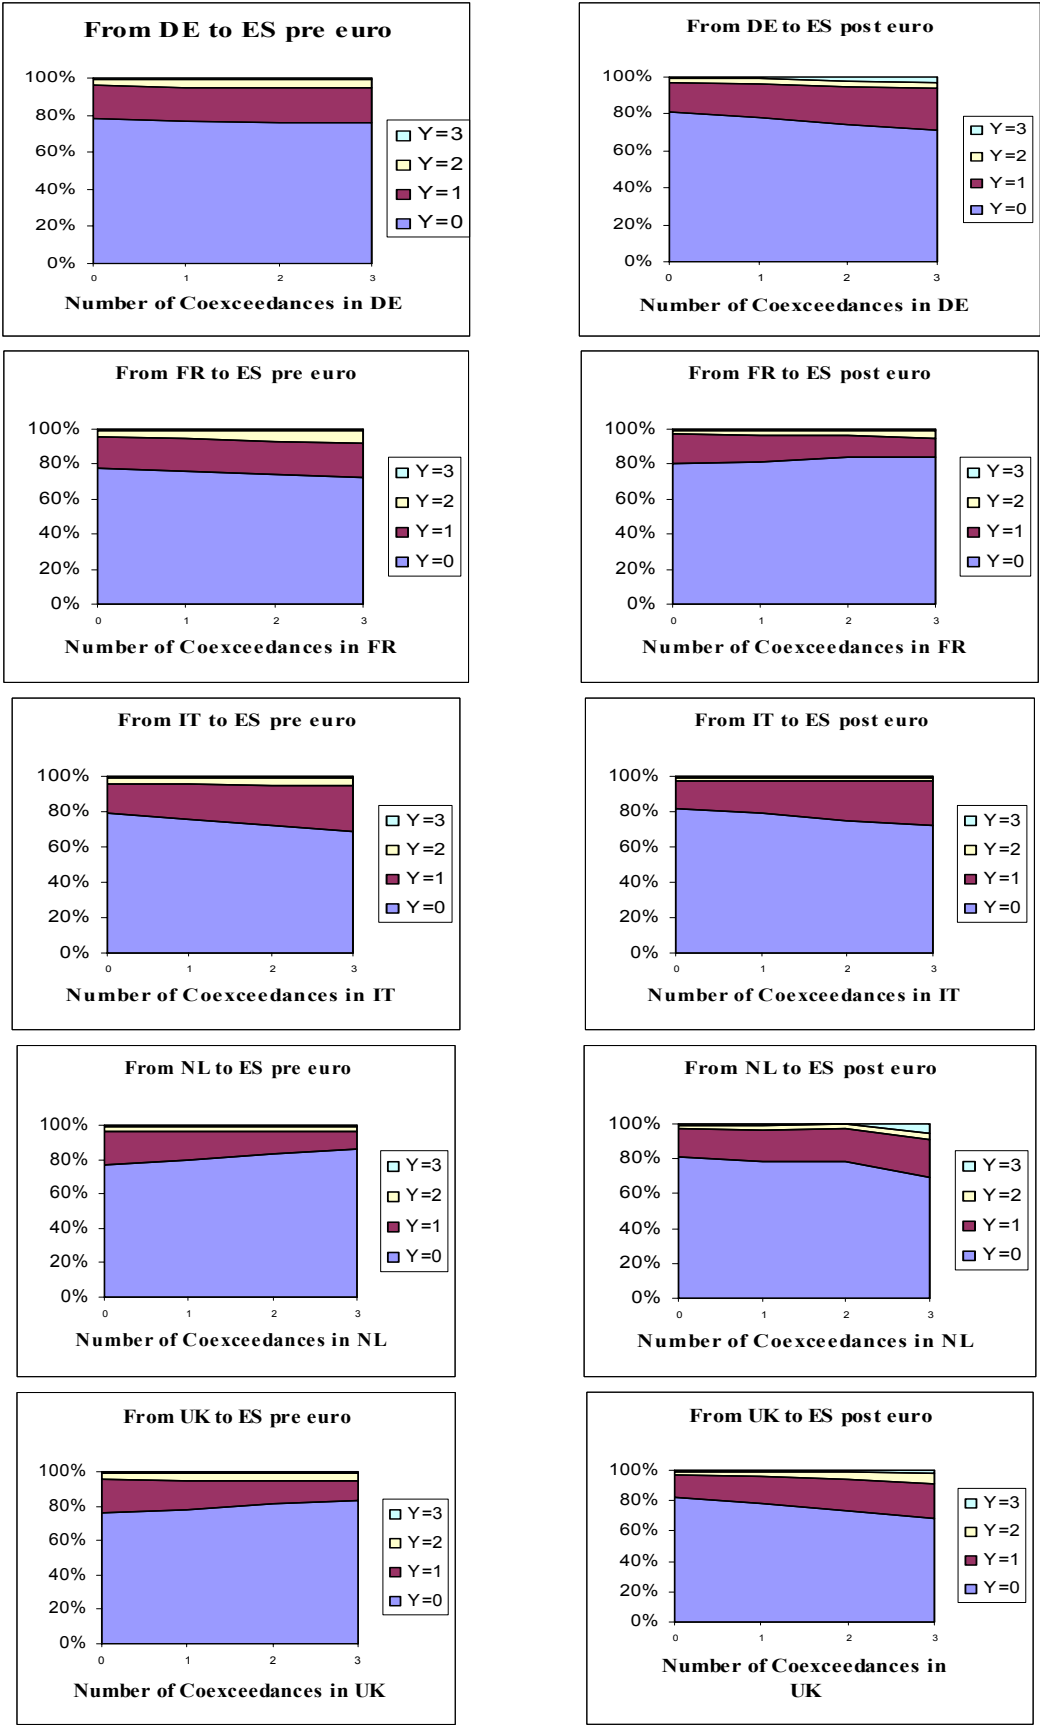 From DE to ES pre euro
100%
80%
60%
40%
20%
0%
0 1 2 3
Y=3
Y=2
Y=1
Y=0
Number of Coexceedances in DE
From DE to ES post euro
100%
80%
60%
40%
20%
0%
0 1 2 3
Y=3
Y=2
Y=1
Y=0
Number of Coexceedances in DE
From FR to ES pre euro
100%
80%
60%
40%
20%
0%
0 1 2 3
Y=3
Y=2
Y=1
Y=0
Number of Coexceedances in FR
From FR to ES post euro
100%
80%
60%
40%
20%
0%
0 1 2 3
Y=3
Y=2
Y=1
Y=0
Number of Coexceedances in FR
From IT to ES pre euro
100%
80%
60%
40%
20%
0%
0 1 2 3
Y=3
Y=2
Y=1
Y=0
Number of Coexceedances in IT
From IT to ES post euro
100%
80%
60%
40%
20%
0%
0 1 2 3
Y=3
Y=2
Y=1
Y=0
Number of Coexceedances in IT
From NL to ES pre euro
100%
80%
60%
40%
20%
0%
0 1 2 3
Y=3
Y=2
Y=1
Y=0
Number of Coexceedances in NL
From NL to ES post euro
100%
80%
60%
40%
20%
0%
0 1 2 3
Y=3
Y=2
Y=1
Y=0
Number of Coexceedances in NL
From UK to ES pre euro
100%
80%
60%
40%
20%
0%
0 1 2 3
Y=3
Y=2
Y=1
Y=0
Number of Coexceedances in UK
From UK to ES post euro
100%
80%
60%
40%
20%
0%
0 1 2 3
Y=3
Y=2
Y=1
Y=0
Number of Coexceedances in
UK